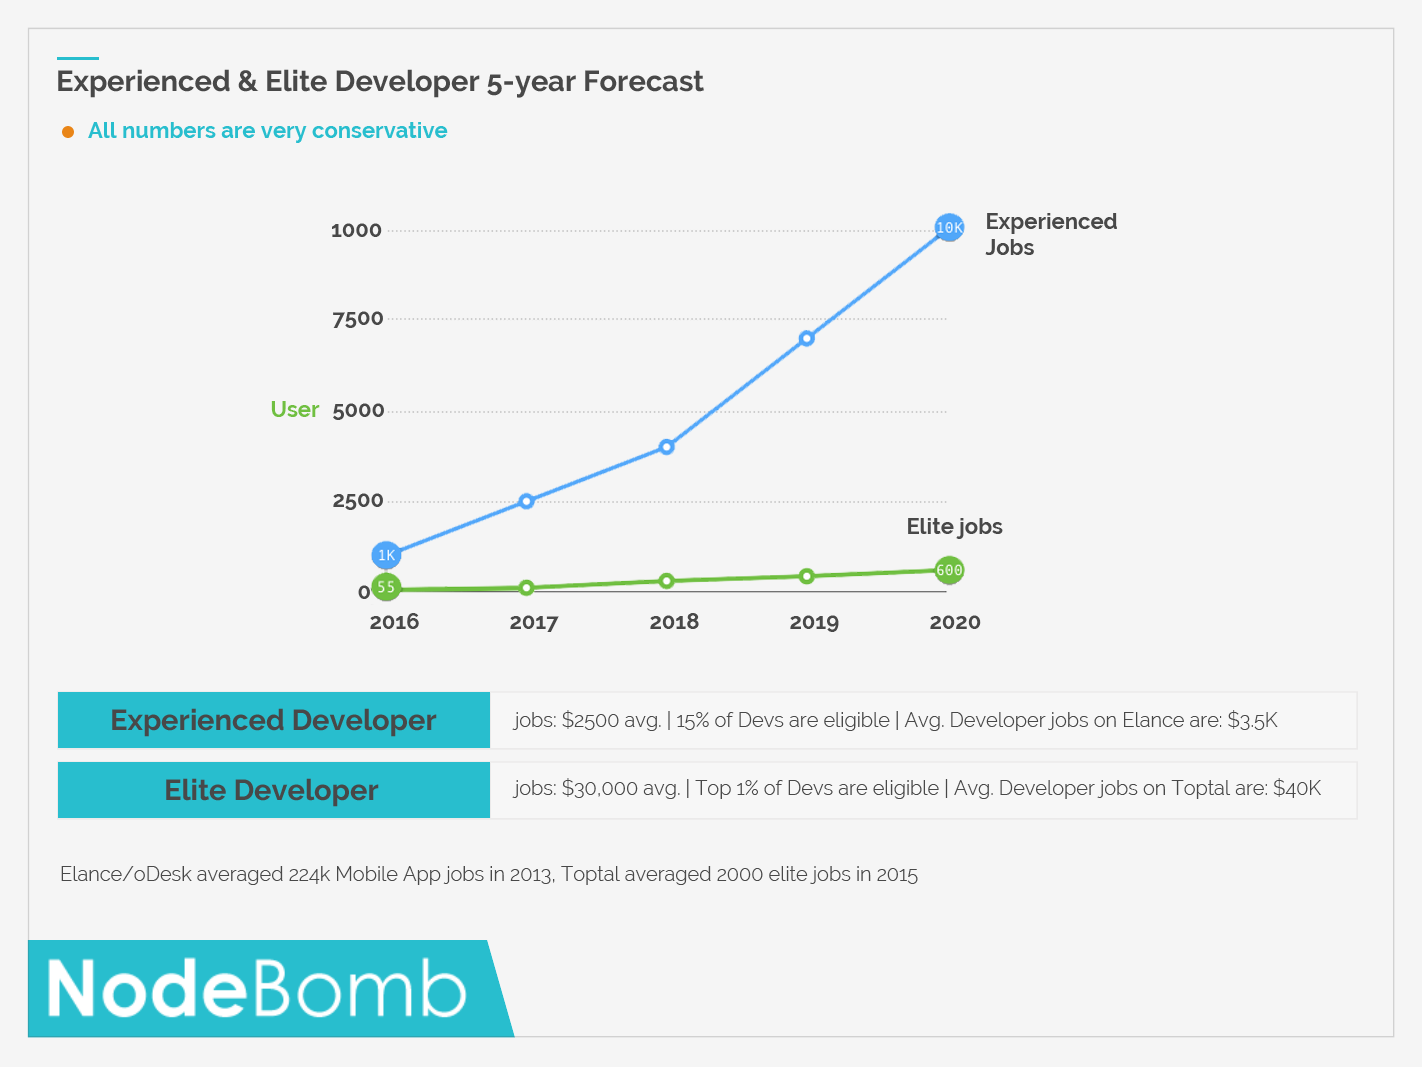 Experienced & Elite Developer 5-year Forecast
All numbers are very conservative
1000
10K
Experienced
Jobs
7500
User
5000
2500
Elite jobs
1K
600
55
0
2016
2017
2018
2019
2020
Experienced Developer
jobs: $2500 avg. | 15% of Devs are eligible | Avg. Developer jobs on Elance are: $3.5K
Elite Developer
jobs: $30,000 avg. | Top 1% of Devs are eligible | Avg. Developer jobs on Toptal are: $40K
Elance/oDesk averaged 224k Mobile App jobs in 2013, Toptal averaged 2000 elite jobs in 2015
NodeBomb